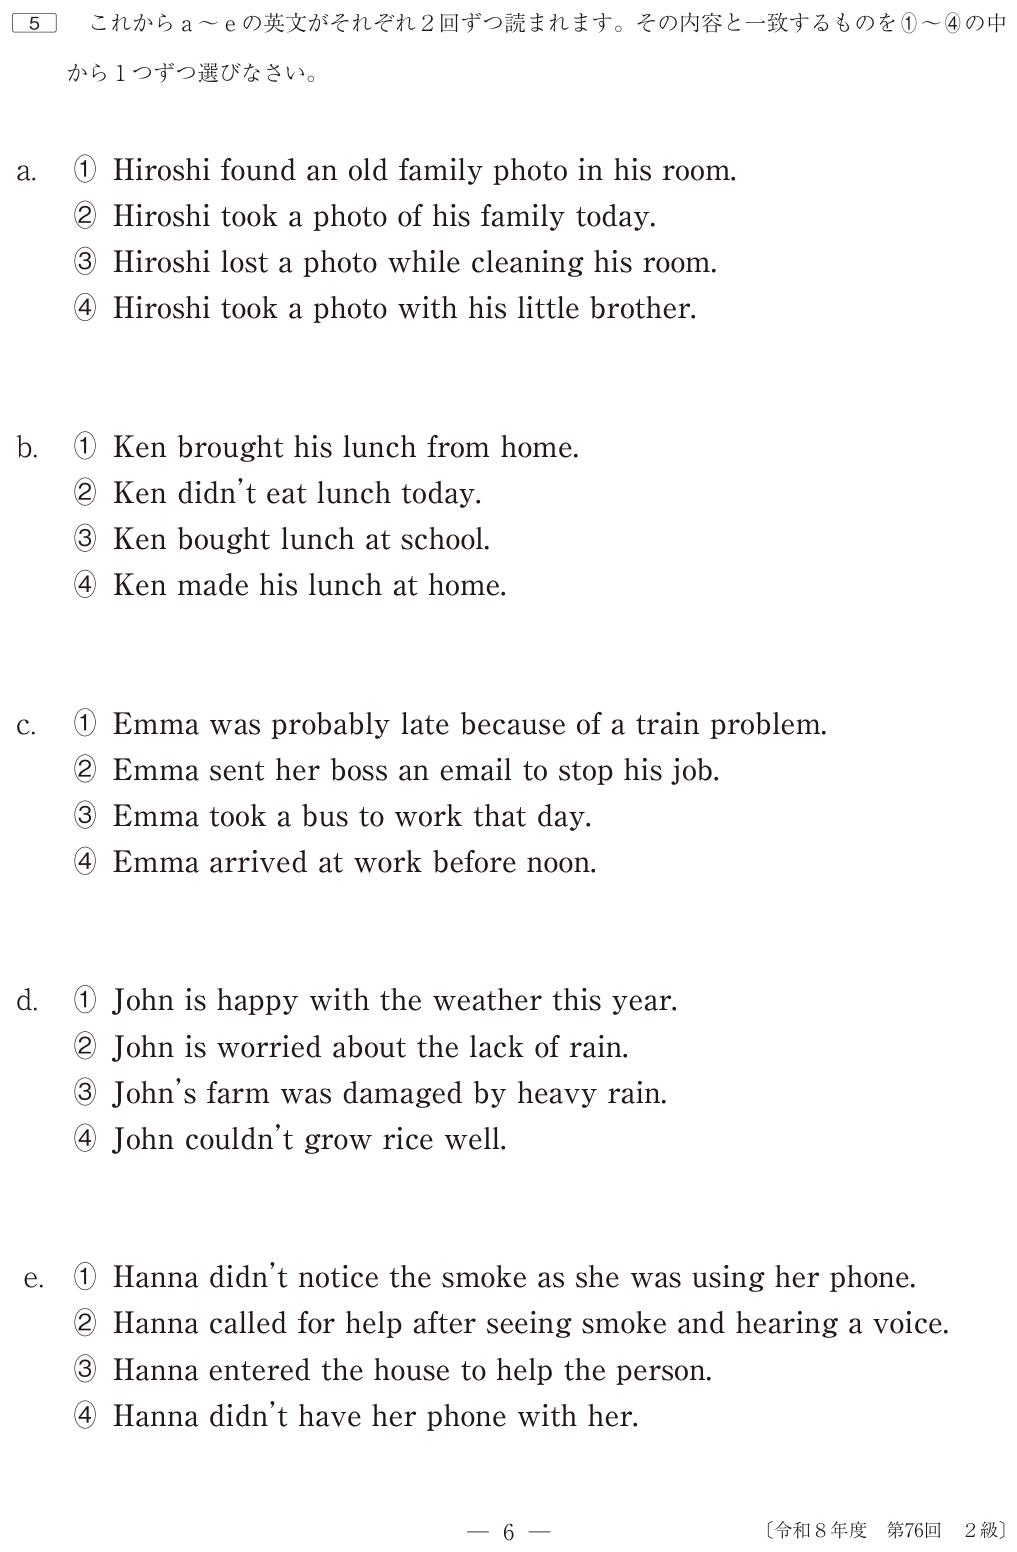 5　これからａ～ｅの英文がそれぞれ２回ずつ読まれます。その内容と一致するものを①～④の中
から１つずつ選びなさい。
a. ① Hiroshi found an old family photo in his room.
② Hiroshi took a photo of his family today.
③ Hiroshi lost a photo while cleaning his room.
④ Hiroshi took a photo with his little brother.
b. ① Ken brought his lunch from home.
② Ken didn’t eat lunch today.
③ Ken bought lunch at school.
④ Ken made his lunch at home.
c. ① Emma was probably late because of a train problem.
② Emma sent her boss an email to stop his job.
③ Emma took a bus to work that day.
④ Emma arrived at work before noon.
d. ① John is happy with the weather this year.
② John is worried about the lack of rain.
③ John’s farm was damaged by heavy rain.
④ John couldn’t grow rice well.
e. ① Hanna didn’t notice the smoke as she was using her phone.
② Hanna called for help after seeing smoke and hearing a voice.
③ Hanna entered the house to help the person.
④ Hanna didn’t have her phone with her.
― 6 ―　〔令和８年度　第76回　２級〕